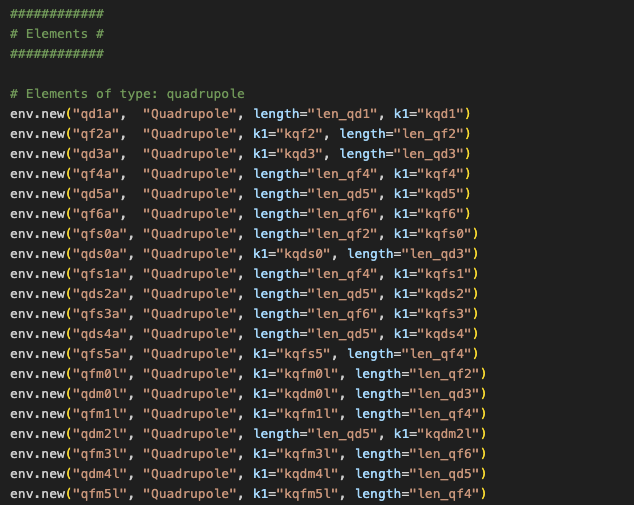 ############
# Elements #
############

# Elements of type: quadrupole
env.new("qd1a",  "Quadrupole", length="len_qd1", k1="kqd1")
env.new("qf2a",  "Quadrupole", k1="kqf2", length="len_qf2")
env.new("qd3a",  "Quadrupole", k1="kqd3", length="len_qd3")
env.new("qf4a",  "Quadrupole", length="len_qf4", k1="kqf4")
env.new("qd5a",  "Quadrupole", length="len_qd5", k1="kqd5")
env.new("qf6a",  "Quadrupole", length="len_qf6", k1="kqf6")
env.new("qfs0a", "Quadrupole", length="len_qf2", k1="kqfs0")
env.new("qds0a", "Quadrupole", k1="kqds0", length="len_qd3")
env.new("qfs1a", "Quadrupole", length="len_qf4", k1="kqfs1")
env.new("qds2a", "Quadrupole", length="len_qd5", k1="kqds2")
env.new("qfs3a", "Quadrupole", length="len_qf6", k1="kqfs3")
env.new("qds4a", "Quadrupole", length="len_qd5", k1="kqds4")
env.new("qfs5a", "Quadrupole", k1="kqfs5", length="len_qf4")
env.new("qfm0l", "Quadrupole", k1="kqfm0l", length="len_qf2")
env.new("qdm0l", "Quadrupole", k1="kqdm0l", length="len_qd3")
env.new("qfm1l", "Quadrupole", k1="kqfm1l", length="len_qf4")
env.new("qdm2l", "Quadrupole", length="len_qd5", k1="kqdm2l")
env.new("qfm3l", "Quadrupole", k1="kqfm3l", length="len_qf6")
env.new("qdm4l", "Quadrupole", k1="kqdm4l", length="len_qd5")
env.new("qfm5l", "Quadrupole", k1="kqfm5l", length="len_qf4")